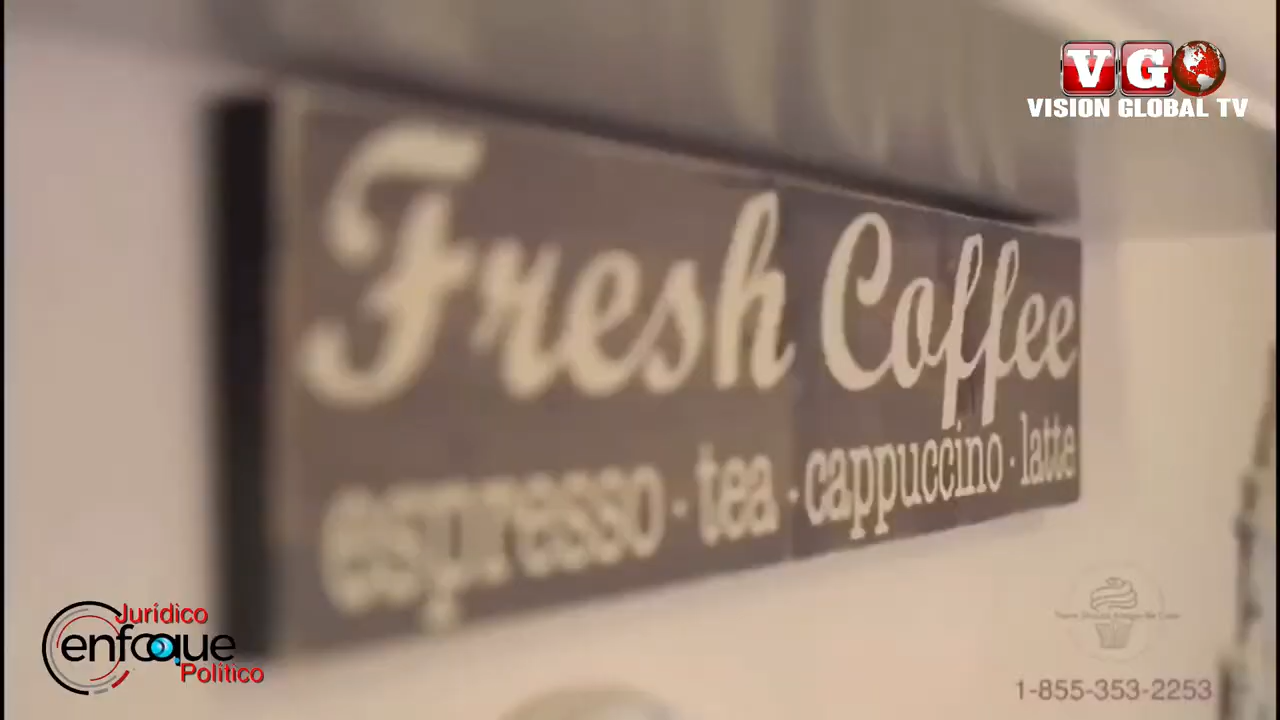 VG
VISION GLOBAL TV
Fresh Coffee
espresso · tea · cappuccino · latte
Jurídico
enfoque
Político
1-855-353-2253